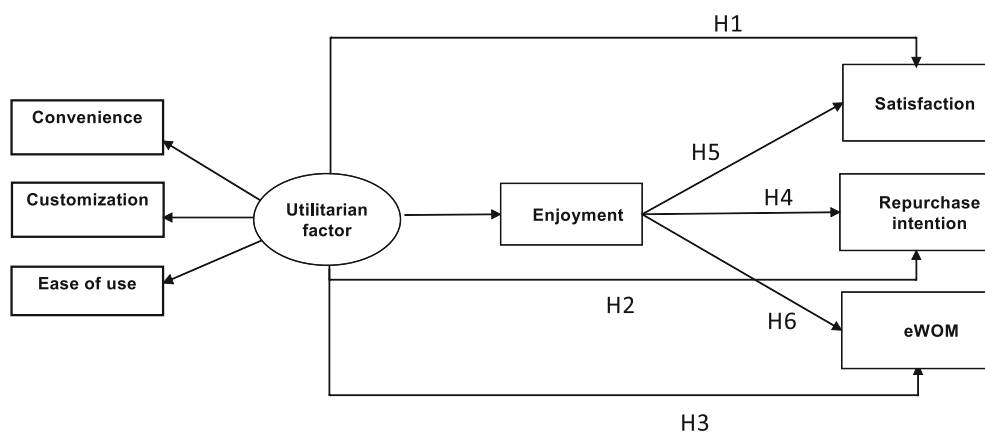 H1
Convenience
Satisfaction
H5
Customization
Utilitarian
factor
Enjoyment
H4
Repurchase
intention
Ease of use
H2
H6
eWOM
H3